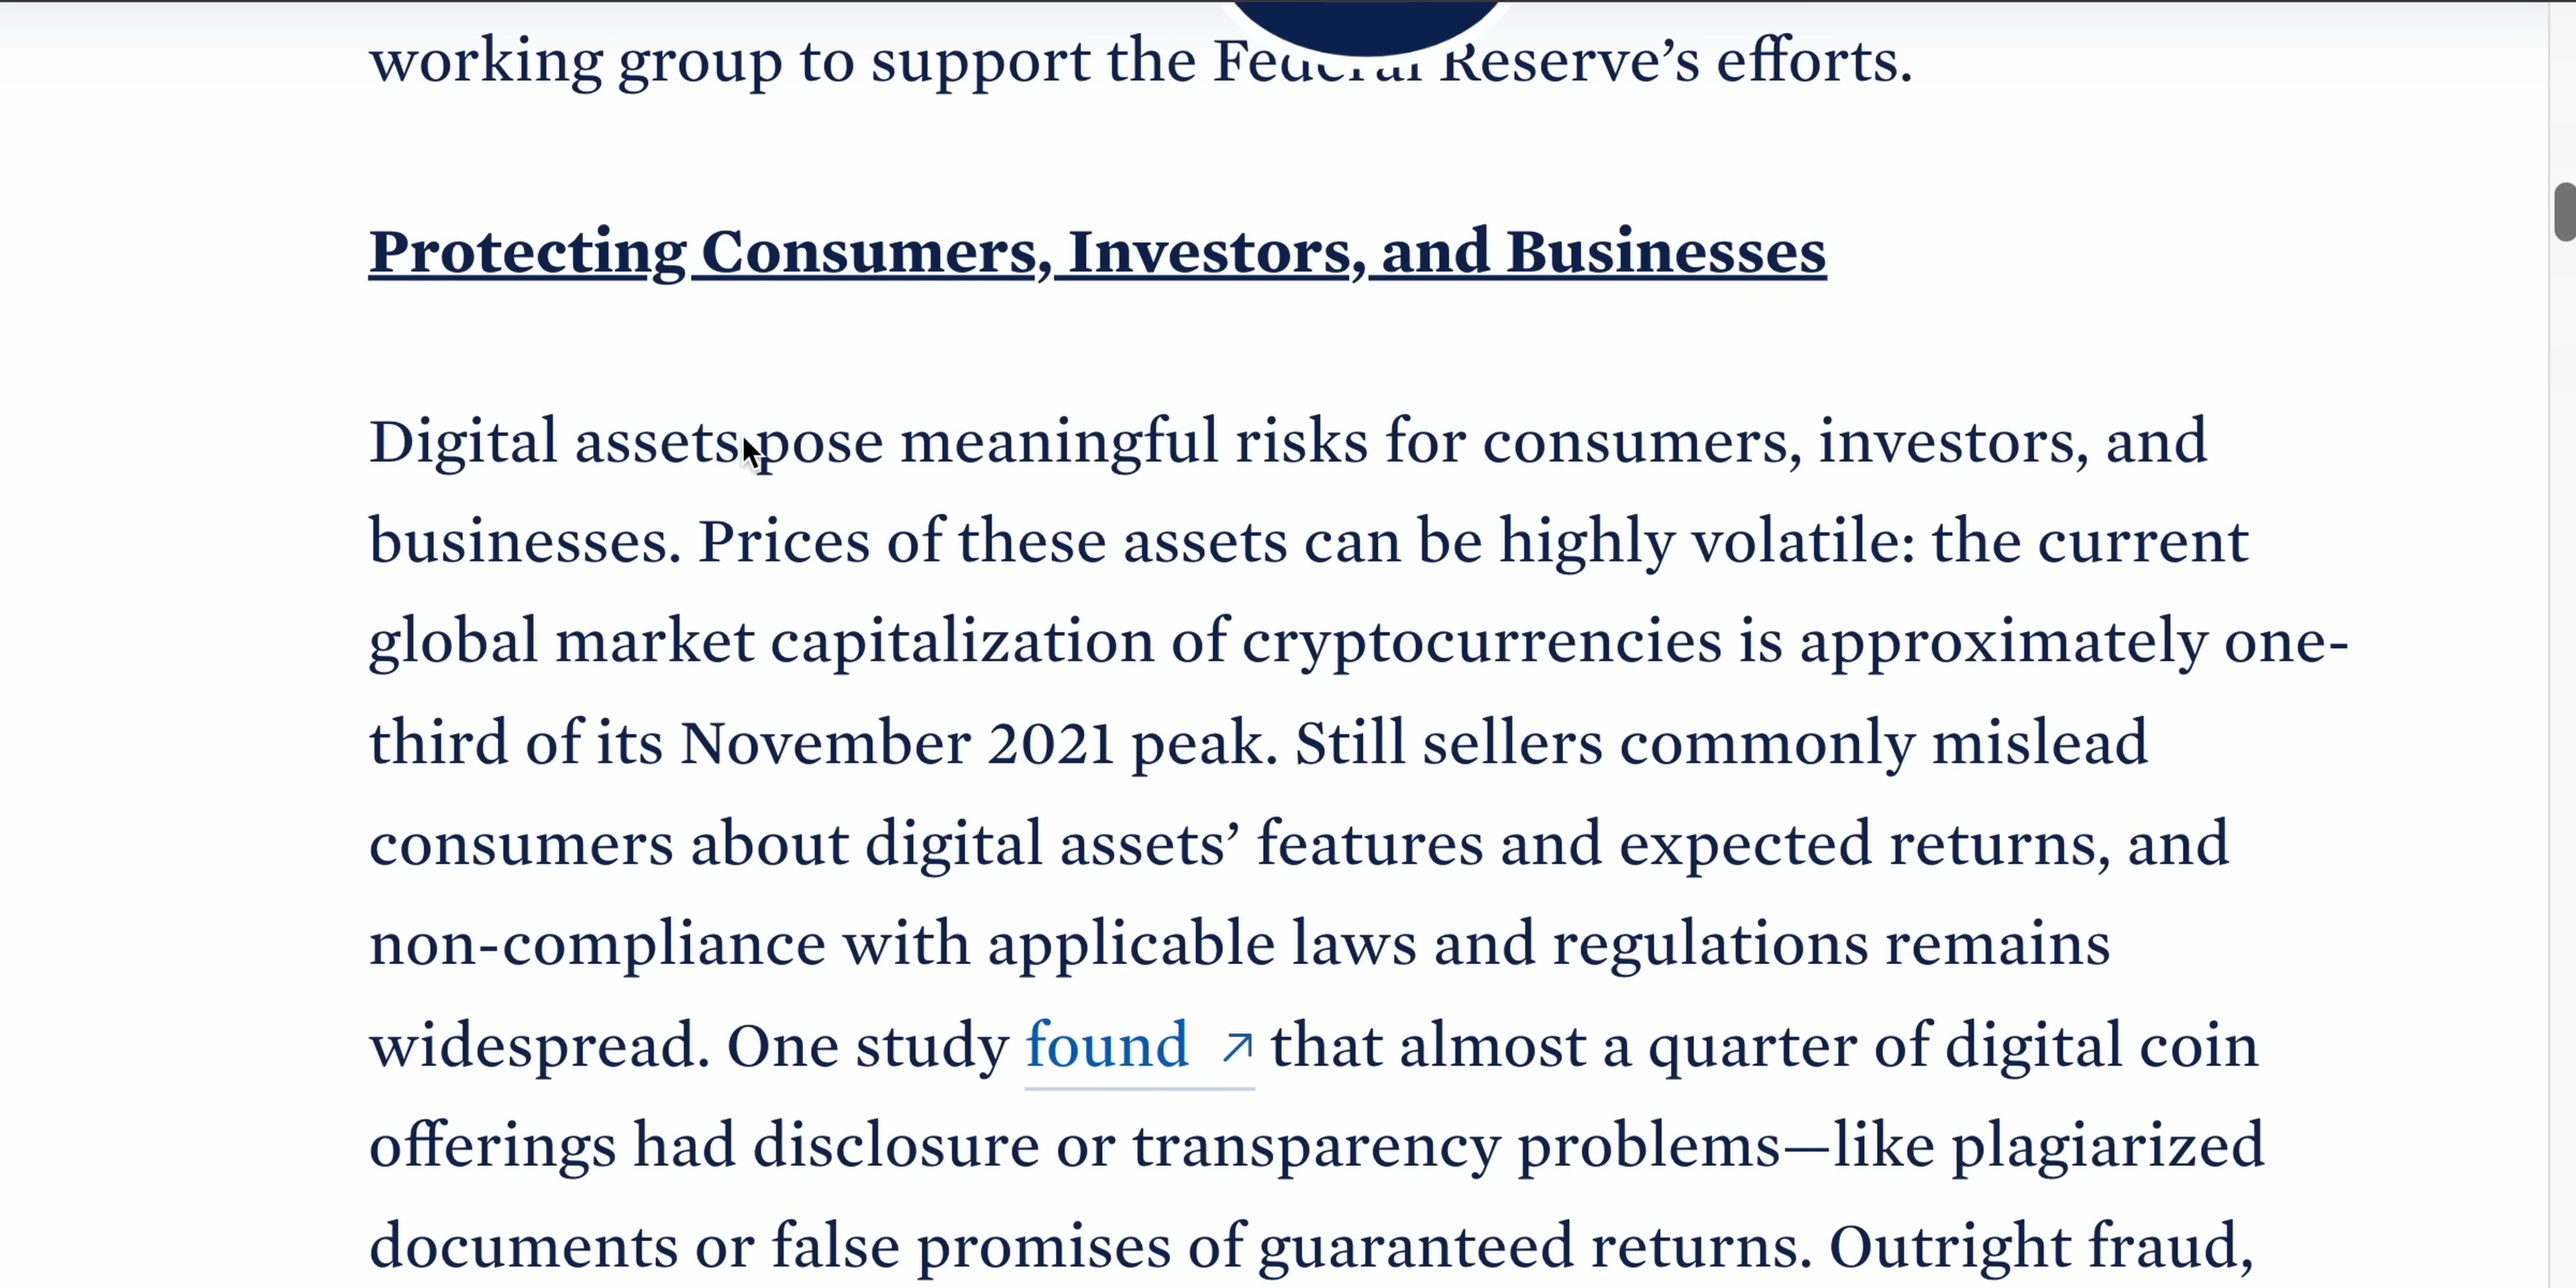 working group to support the Federal Reserve’s efforts.
Protecting Consumers, Investors, and Businesses
Digital assets pose meaningful risks for consumers, investors, and
businesses. Prices of these assets can be highly volatile: the current
global market capitalization of cryptocurrencies is approximately one-
third of its November 2021 peak. Still sellers commonly mislead
consumers about digital assets’ features and expected returns, and
non-compliance with applicable laws and regulations remains
widespread. One study found ↗ that almost a quarter of digital coin
offerings had disclosure or transparency problems—like plagiarized
documents or false promises of guaranteed returns. Outright fraud,